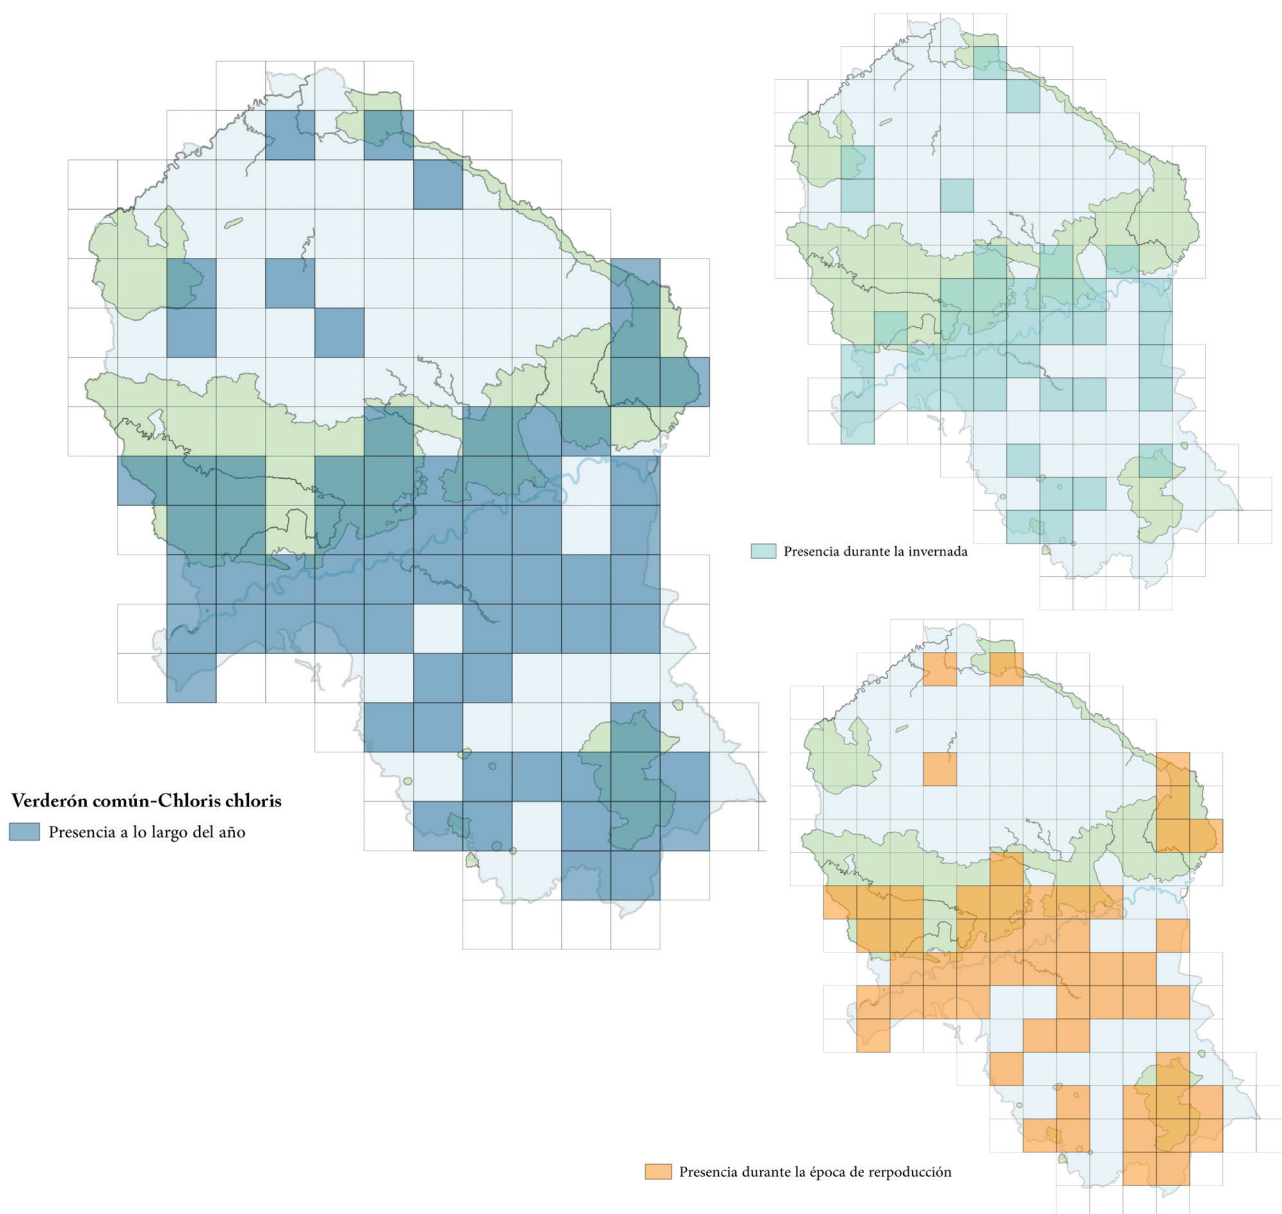 Presencia durante la invernada
Verderón común-Chloris chloris
Presencia a lo largo del año
Presencia durante la época de rerpoducción